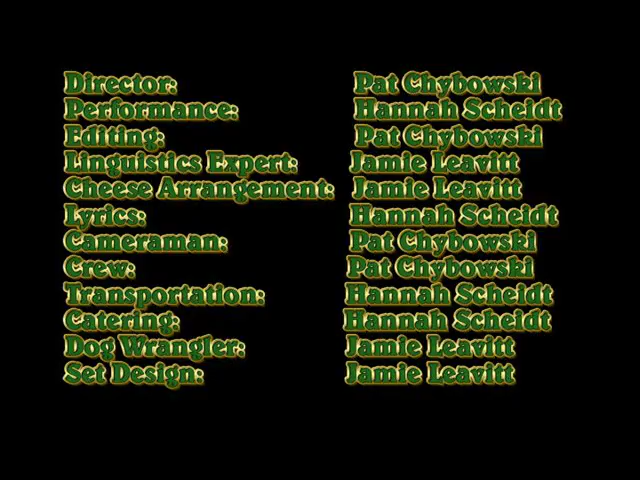 Director: Pat Chybowski
Performance: Hannah Scheidt
Editing: Pat Chybowski
Linguistics Expert: Jamie Leavitt
Cheese Arrangement: Jamie Leavitt
Lyrics: Hannah Scheidt
Cameraman: Pat Chybowski
Crew: Pat Chybowski
Transportation: Hannah Scheidt
Catering: Hannah Scheidt
Dog Wrangler: Jamie Leavitt
Set Design: Jamie Leavitt